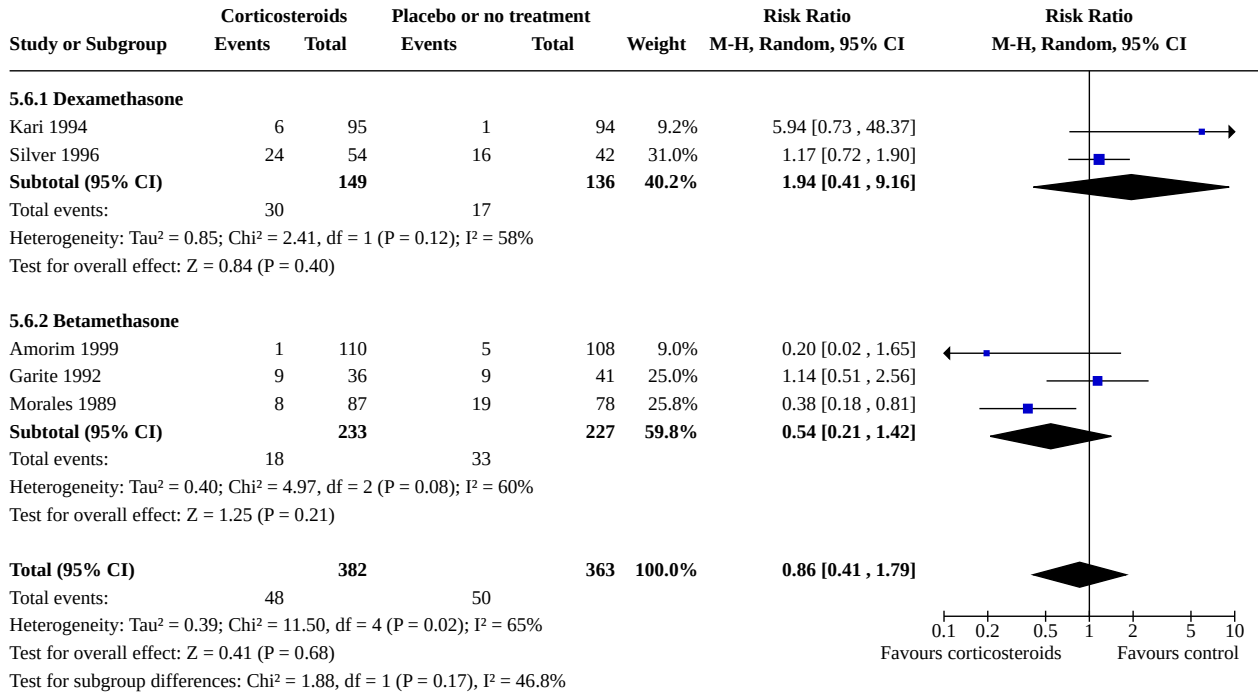 Corticosteroids Placebo or no treatment Risk Ratio Risk Ratio
Study or Subgroup Events Total Events Total Weight M-H, Random, 95% CI M-H, Random, 95% CI
5.6.1 Dexamethasone
Kari 1994 6 95 1 94 9.2% 5.94 [0.73 , 48.37]
Silver 1996 24 54 16 42 31.0% 1.17 [0.72 , 1.90]
Subtotal (95% CI) 149 136 40.2% 1.94 [0.41 , 9.16]
Total events: 30 17
Heterogeneity: Tau² = 0.85; Chi² = 2.41, df = 1 (P = 0.12); I² = 58%
Test for overall effect: Z = 0.84 (P = 0.40)
5.6.2 Betamethasone
Amorim 1999 1 110 5 108 9.0% 0.20 [0.02 , 1.65]
Garite 1992 9 36 9 41 25.0% 1.14 [0.51 , 2.56]
Morales 1989 8 87 19 78 25.8% 0.38 [0.18 , 0.81]
Subtotal (95% CI) 233 227 59.8% 0.54 [0.21 , 1.42]
Total events: 18 33
Heterogeneity: Tau² = 0.40; Chi² = 4.97, df = 2 (P = 0.08); I² = 60%
Test for overall effect: Z = 1.25 (P = 0.21)
Total (95% CI) 382 363 100.0% 0.86 [0.41 , 1.79]
Total events: 48 50
Heterogeneity: Tau² = 0.39; Chi² = 11.50, df = 4 (P = 0.02); I² = 65%
0.1 0.2 0.5 1 2 5 10
Test for overall effect: Z = 0.41 (P = 0.68) Favours corticosteroids Favours control
Test for subgroup differences: Chi² = 1.88, df = 1 (P = 0.17), I² = 46.8%